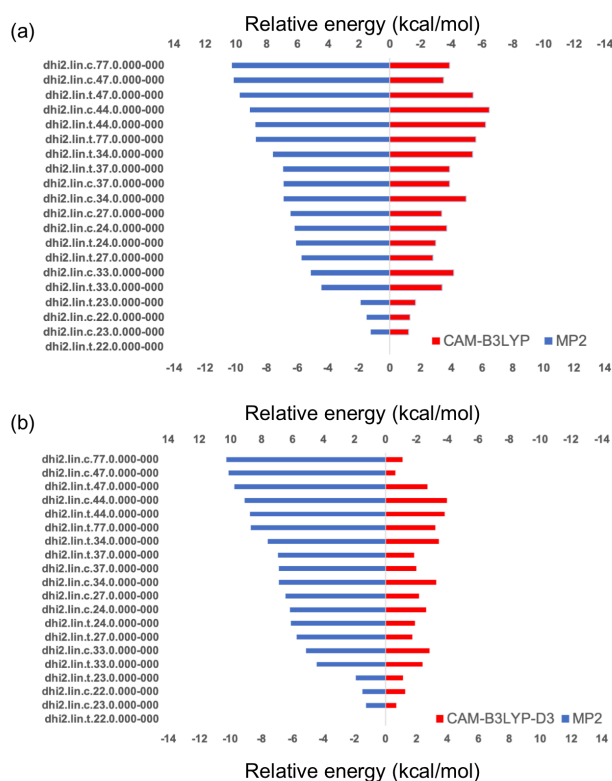 Relative energy (kcal/mol)
(a)
14 12 10 8 6 4 2 0 -2 -4 -6 -8 -10 -12 14
dhi2.lin.c.77.0.000-000
dhi2.lin.c.47.0.000-000
dhi2.lin.t.47.0.000-000
dhi2.lin.c.44.0.000-000
dhi2.lin.t.44.0.000-000
dhi2.lin.t.77.0.000-000
dhi2.lin.t.34.0.000-000
dhi2.lin.t.37.0.000-000
dhi2.lin.c.37.0.000-000
dhi2.lin.c.34.0.000-000
dhi2.lin.c.27.0.000-000
dhi2.lin.c.24.0.000-000
dhi2.lin.t.24.0.000-000
dhi2.lin.t.27.0.000-000
dhi2.lin.c.33.0.000-000
dhi2.lin.t.33.0.000-000
dhi2.lin.t.23.0.000-000
dhi2.lin.c.22.0.000-000
dhi2.lin.c.23.0.000-000
dhi2.lin.t.22.0.000-000
CAM-B3LYP MP2
-14 -12 -10 -8 -6 -4 -2 0 2 4 6 8 10 12 14
(b)
Relative energy (kcal/mol)
14 12 10 8 6 4 2 0 -2 -4 -6 -8 -10 -12 -14
dhi2.lin.c.77.0.000-000
dhi2.lin.c.47.0.000-000
dhi2.lin.t.47.0.000-000
dhi2.lin.c.44.0.000-000
dhi2.lin.t.44.0.000-000
dhi2.lin.t.77.0.000-000
dhi2.lin.t.34.0.000-000
dhi2.lin.t.37.0.000-000
dhi2.lin.c.37.0.000-000
dhi2.lin.c.34.0.000-000
dhi2.lin.c.27.0.000-000
dhi2.lin.c.24.0.000-000
dhi2.lin.t.24.0.000-000
dhi2.lin.t.27.0.000-000
dhi2.lin.c.33.0.000-000
dhi2.lin.t.33.0.000-000
dhi2.lin.t.23.0.000-000
dhi2.lin.c.22.0.000-000
dhi2.lin.c.23.0.000-000
dhi2.lin.t.22.0.000-000
CAM-B3LYP-D3 MP2
-14 -12 -10 -8 -6 -4 -2 0 2 4 6 8 10 12 14
Relative energy (kcal/mol)